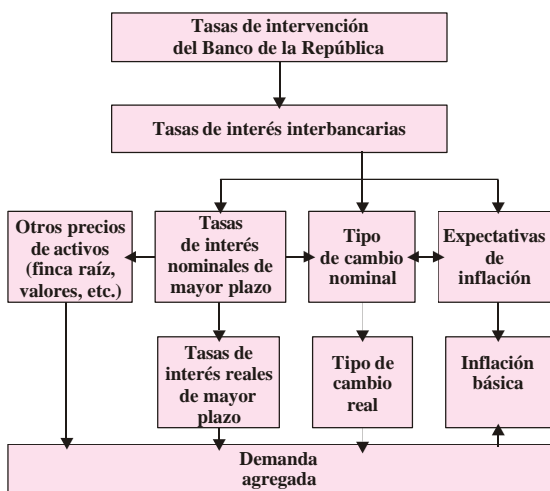 Tasas de intervención
del Banco de la República
Tasas de interés interbancarias
Otros precios
de activos
(finca raíz,
valores, etc.)
Tasas
de interés
nominales de
mayor plazo
Tipo
de cambio
nominal
Expectativas
de
inflación
Tasas de
interés reales
de mayor
plazo
Tipo de
cambio
real
Inflación
básica
Demanda
agregada